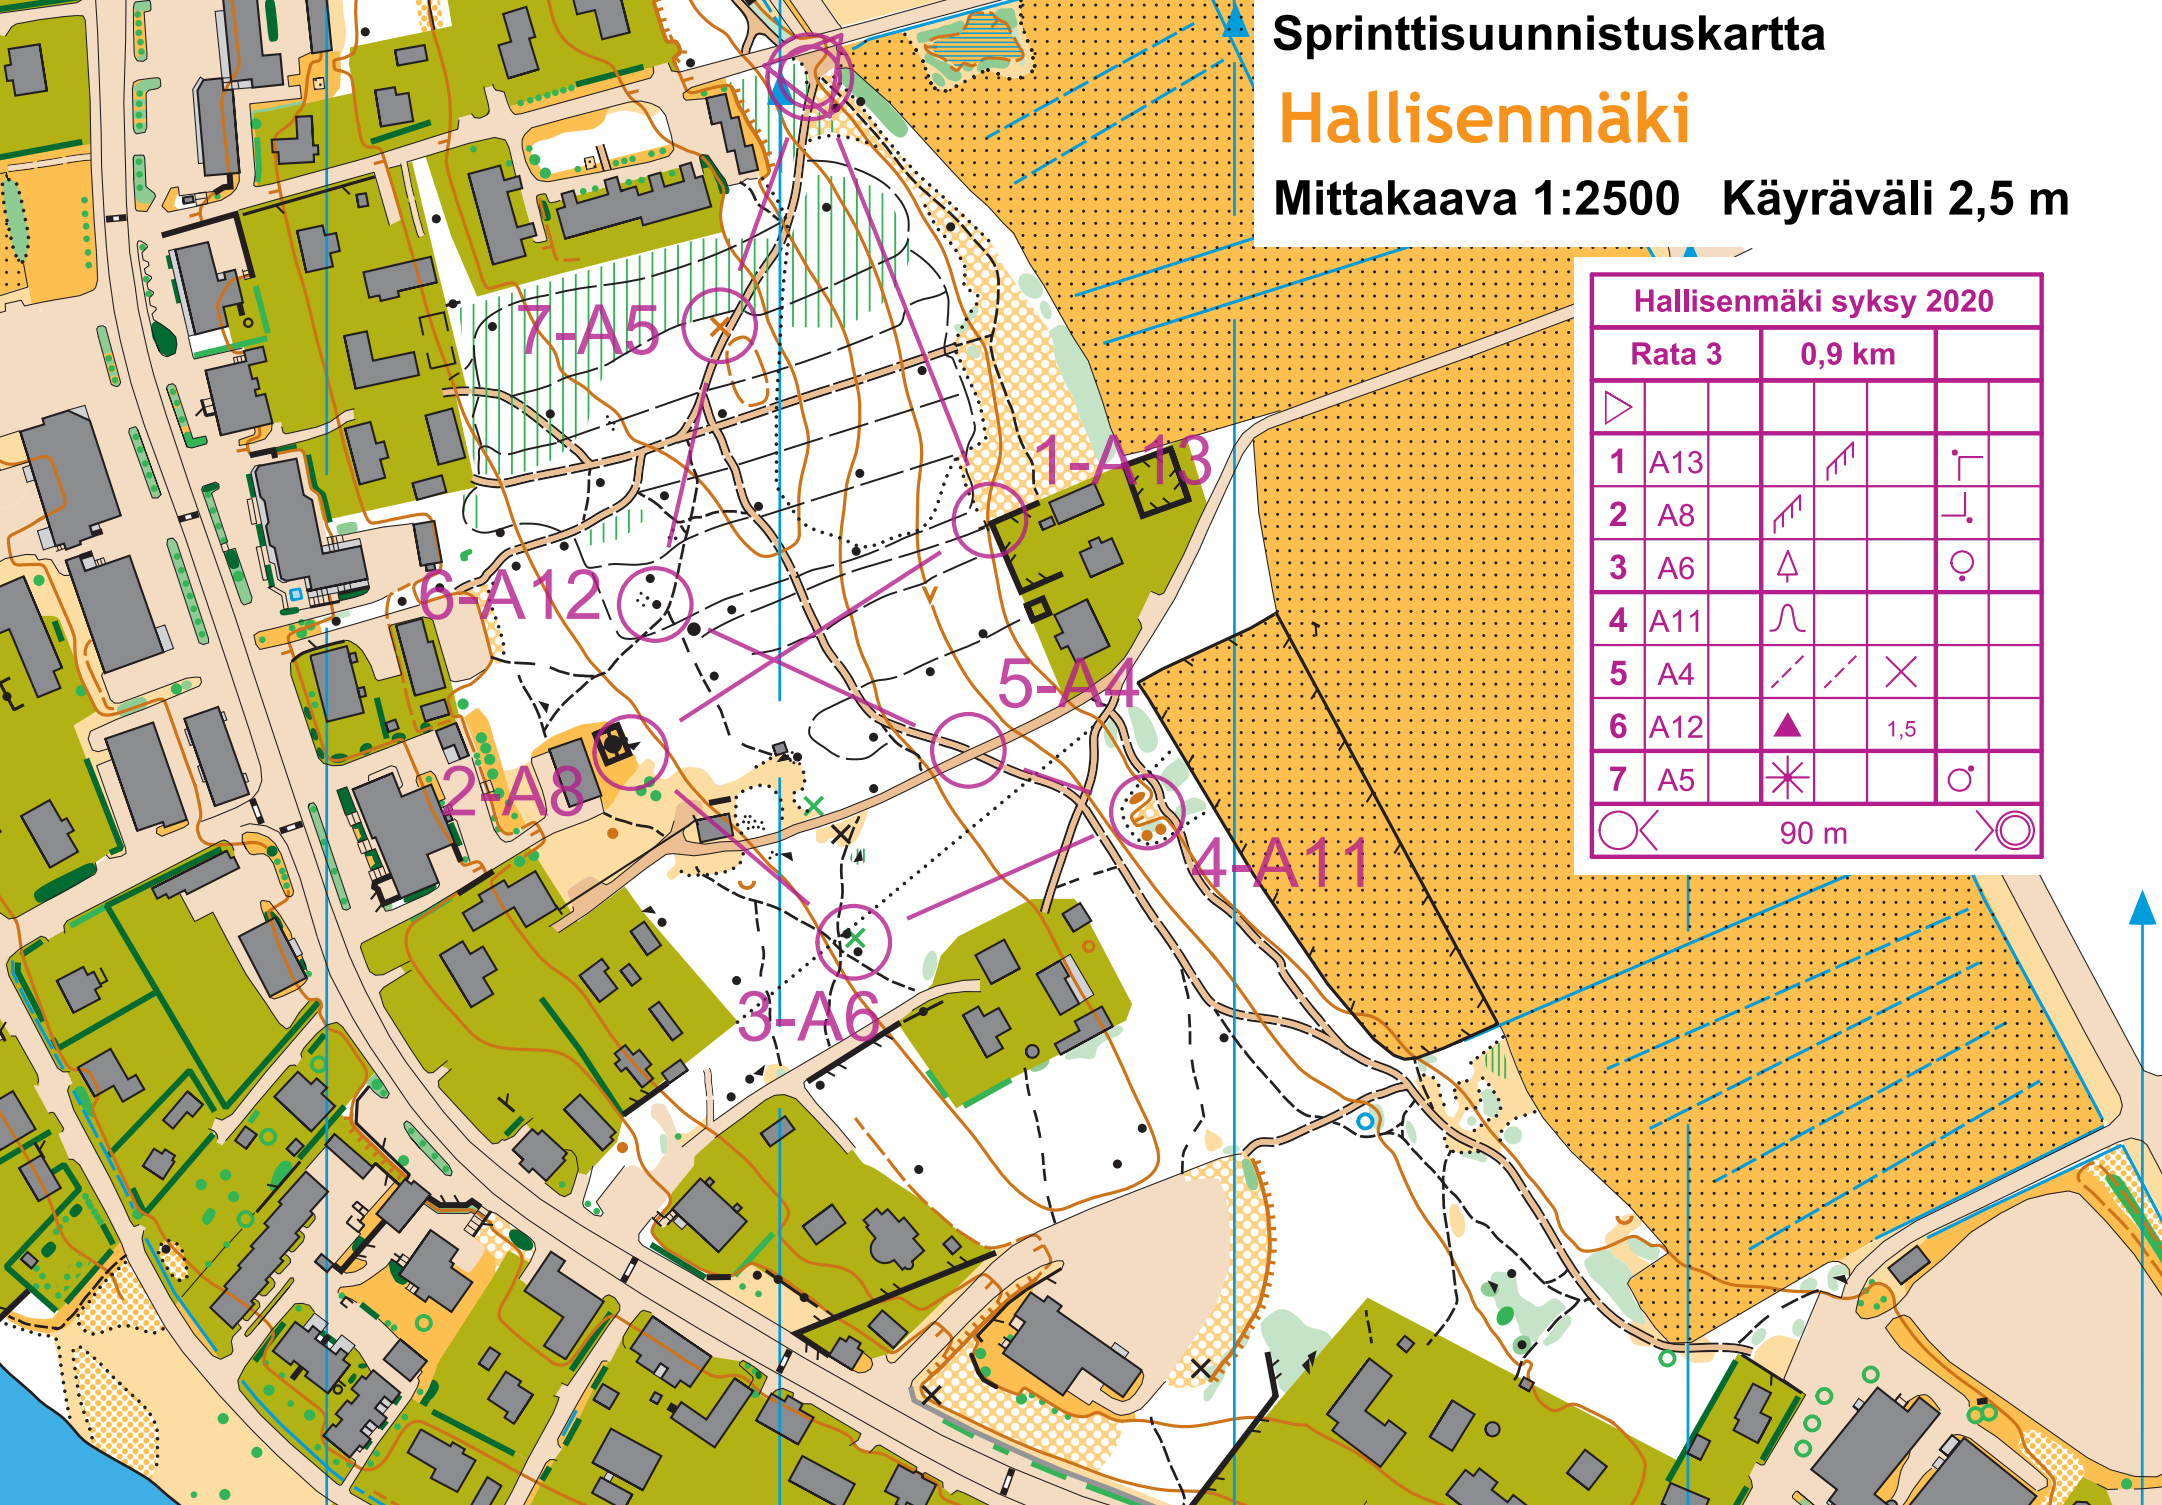 Sprinttisuunnistuskartta
Hallisenmäki
Mittakaava 1:2500 Käyräväli 2,5 m
Hallisenmäki syksy 2020
Rata 3 0,9 km
1 A13
2 A8
3 A6
4 A11
5 A4
6 A12 1,5
7 A5
90 m
7-A5
1-A13
6-A12
5-A4
2-A8
4-A11
3-A6